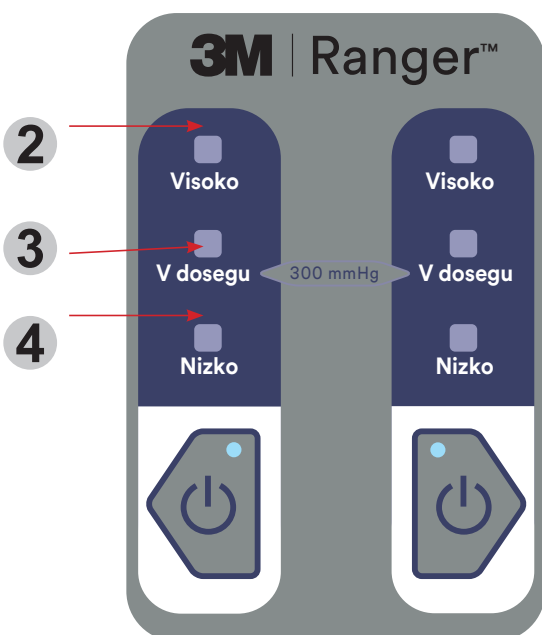 3M Ranger™
2
Visoko Visoko
3
V dosegu 300 mmHg V dosegu
4
Nizko Nizko